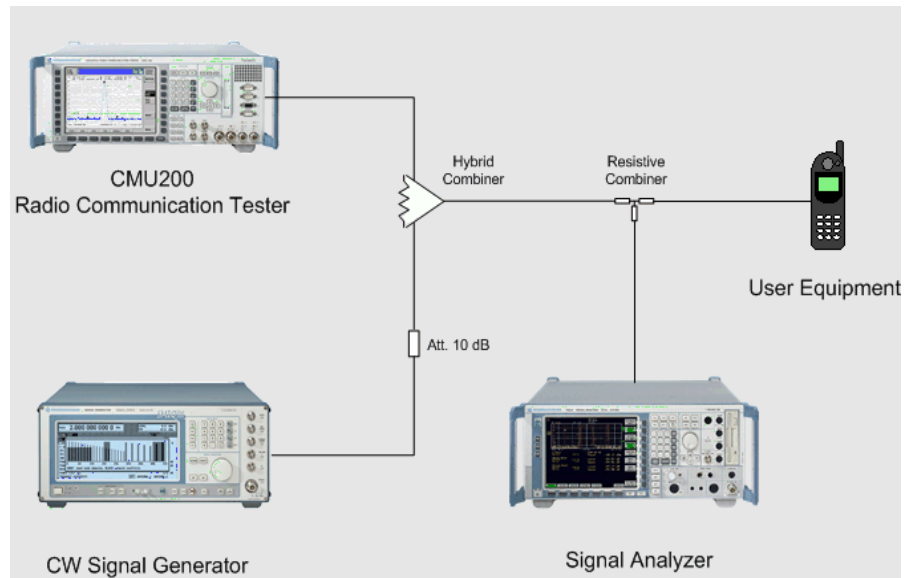 CMU200
Radio Communication Tester
Hybrid
Combiner
Resistive
Combiner
User Equipment
Att. 10 dB
CW Signal Generator
Signal Analyzer